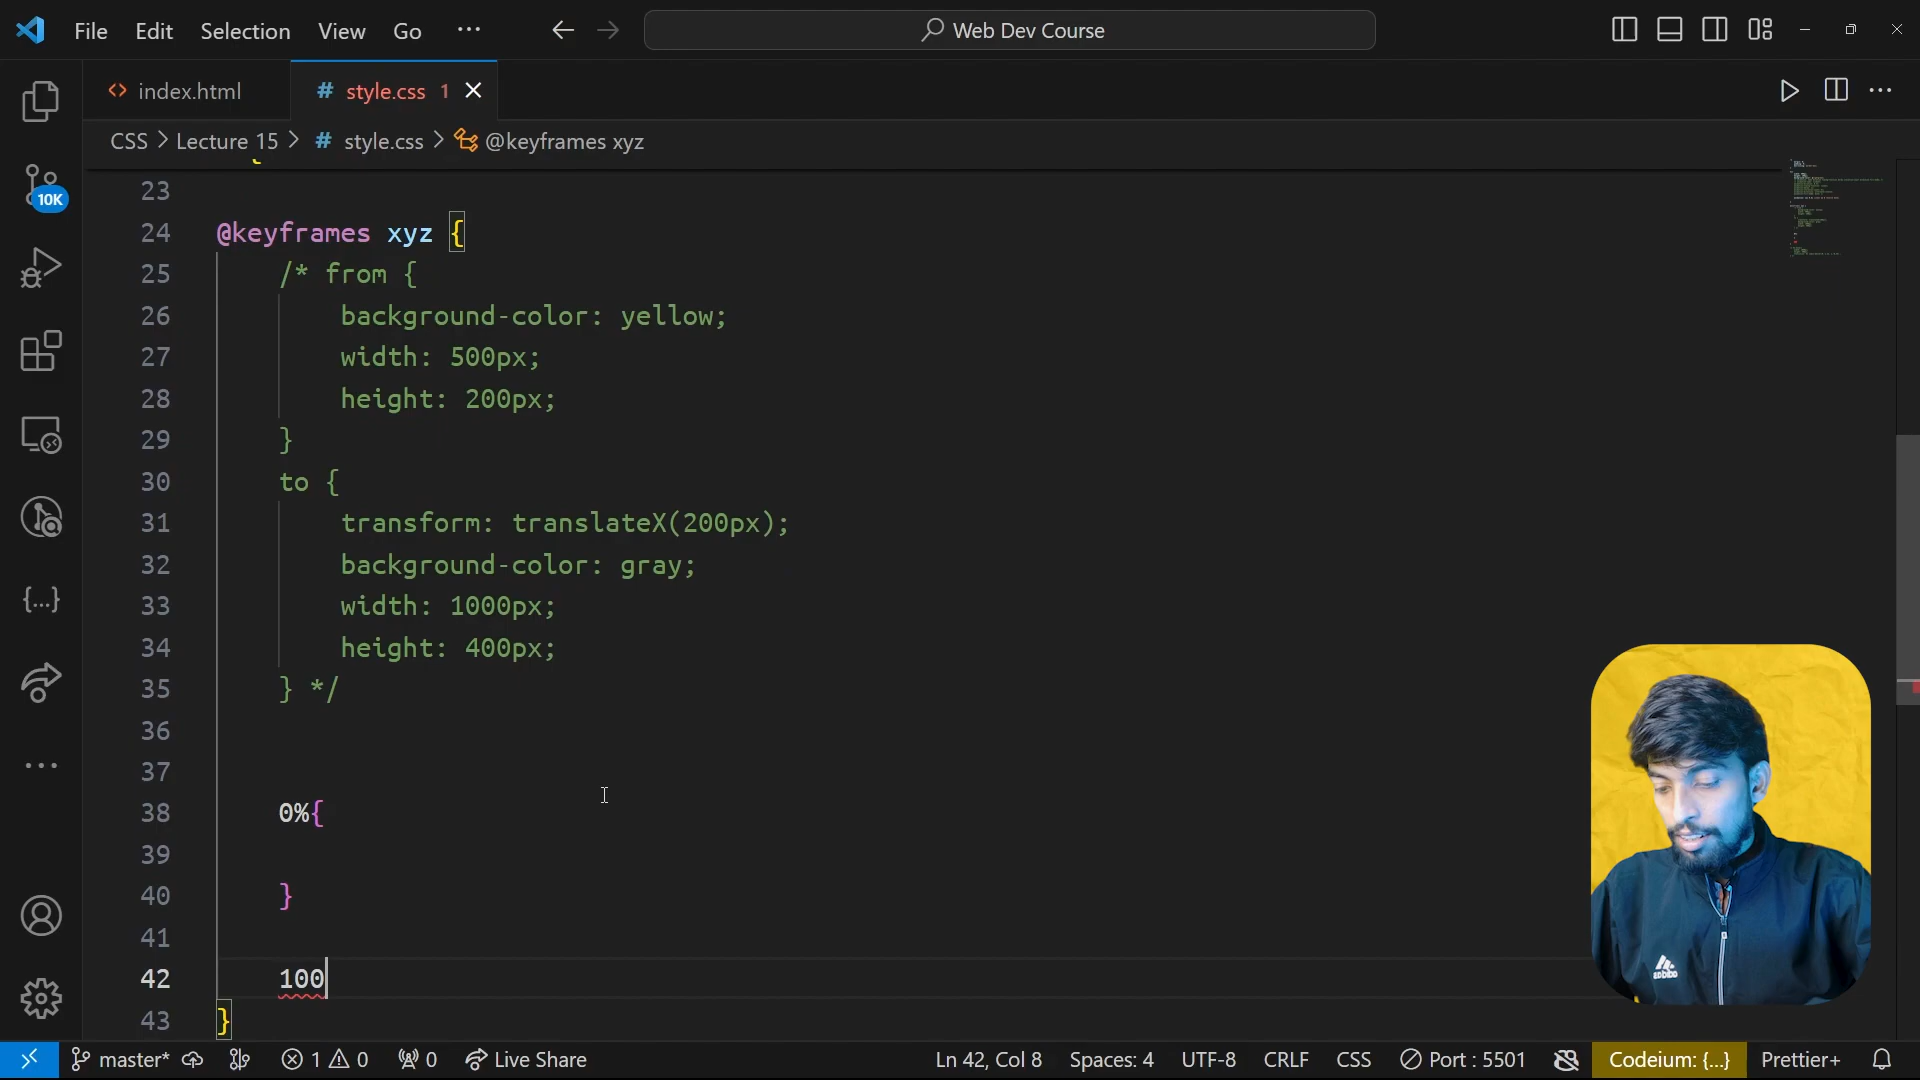 File Edit Selection View Go ··· Web Dev Course
index.html # style.css 1
CSS > Lecture 15 > # style.css > @keyframes xyz
23
24 @keyframes xyz {
25 /* from {
26 background-color: yellow;
27 width: 500px;
28 height: 200px;
29 }
30 to {
31 transform: translateX(200px);
32 background-color: gray;
33 width: 1000px;
34 height: 400px;
35 } */
36
37
38 0%{
39
40 }
41
42 100
43 }
10K
master* 1 0 0 Live Share Ln 42, Col 8 Spaces: 4 UTF-8 CRLF CSS Port : 5501 Codeium: {...} Prettier+